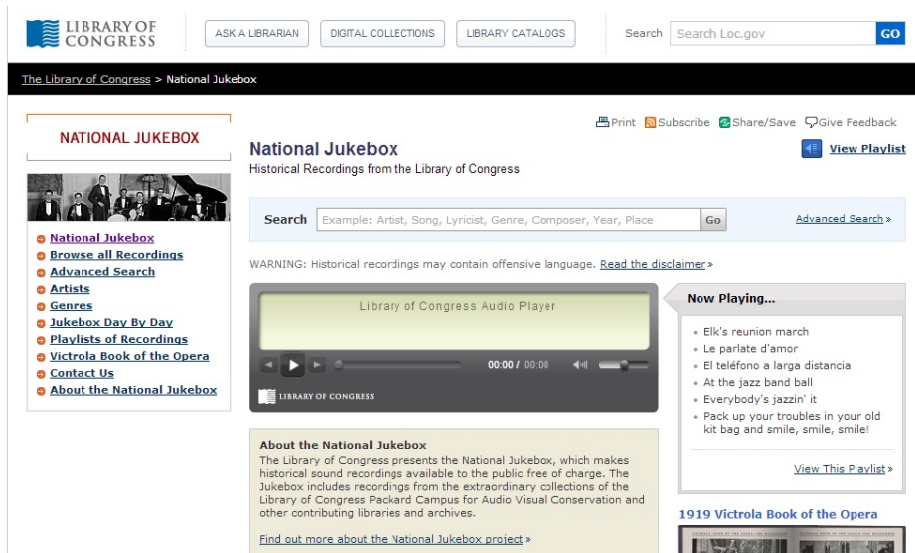 LIBRARY OF
CONGRESS
ASK A LIBRARIAN
DIGITAL COLLECTIONS
LIBRARY CATALOGS
Search
Search Loc.gov
GO
The Library of Congress > National Jukebox
Print Subscribe Share/Save Give Feedback
NATIONAL JUKEBOX
National Jukebox
Browse all Recordings
Advanced Search
Artists
Genres
Jukebox Day By Day
Playlists of Recordings
Victrola Book of the Opera
Contact Us
About the National Jukebox
National Jukebox
View Playlist
Historical Recordings from the Library of Congress
Search
Example: Artist, Song, Lyricist, Genre, Composer, Year, Place
Go
Advanced Search »
WARNING: Historical recordings may contain offensive language. Read the disclaimer »
Library of Congress Audio Player
00:00 / 00:00
LIBRARY OF CONGRESS
About the National Jukebox
The Library of Congress presents the National Jukebox, which makes
historical sound recordings available to the public free of charge. The
Jukebox includes recordings from the extraordinary collections of the
Library of Congress Packard Campus for Audio Visual Conservation and
other contributing libraries and archives.
Find out more about the National Jukebox project »
Now Playing...
Elk's reunion march
Le parlate d'amor
El teléfono a larga distancia
At the jazz band ball
Everybody's jazzin' it
Pack up your troubles in your old
kit bag and smile, smile, smile!
View This Playlist »
1919 Victrola Book of the Opera